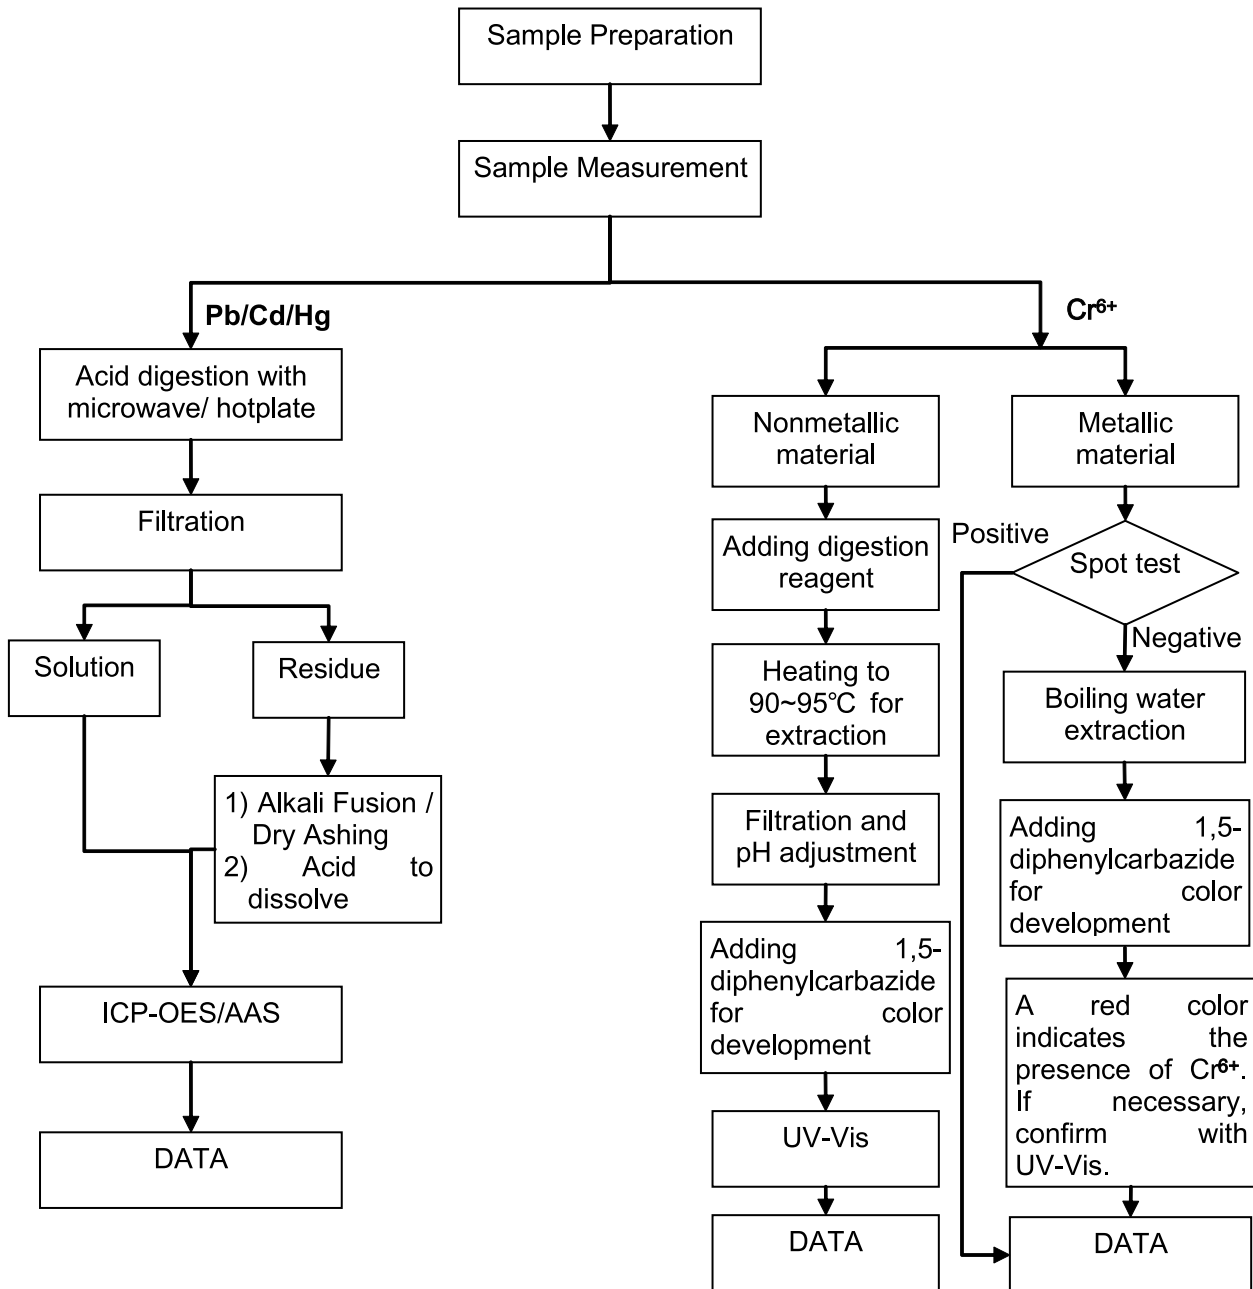 Sample Preparation
Sample Measurement
Pb/Cd/Hg
Cr⁶⁺
Acid digestion with
microwave/ hotplate
Filtration
Solution
Residue
1) Alkali Fusion /
Dry Ashing
2) Acid to
dissolve
ICP-OES/AAS
DATA
Nonmetallic
material
Adding digestion
reagent
Heating to
90~95℃ for
extraction
Filtration and
pH adjustment
Adding 1,5-
diphenylcarbazide
for color
development
UV-Vis
DATA
Metallic
material
Positive
Spot test
Negative
Boiling water
extraction
Adding 1,5-
diphenylcarbazide
for color
development
A red color
indicates the
presence of Cr⁶⁺.
If necessary,
confirm with
UV-Vis.
DATA